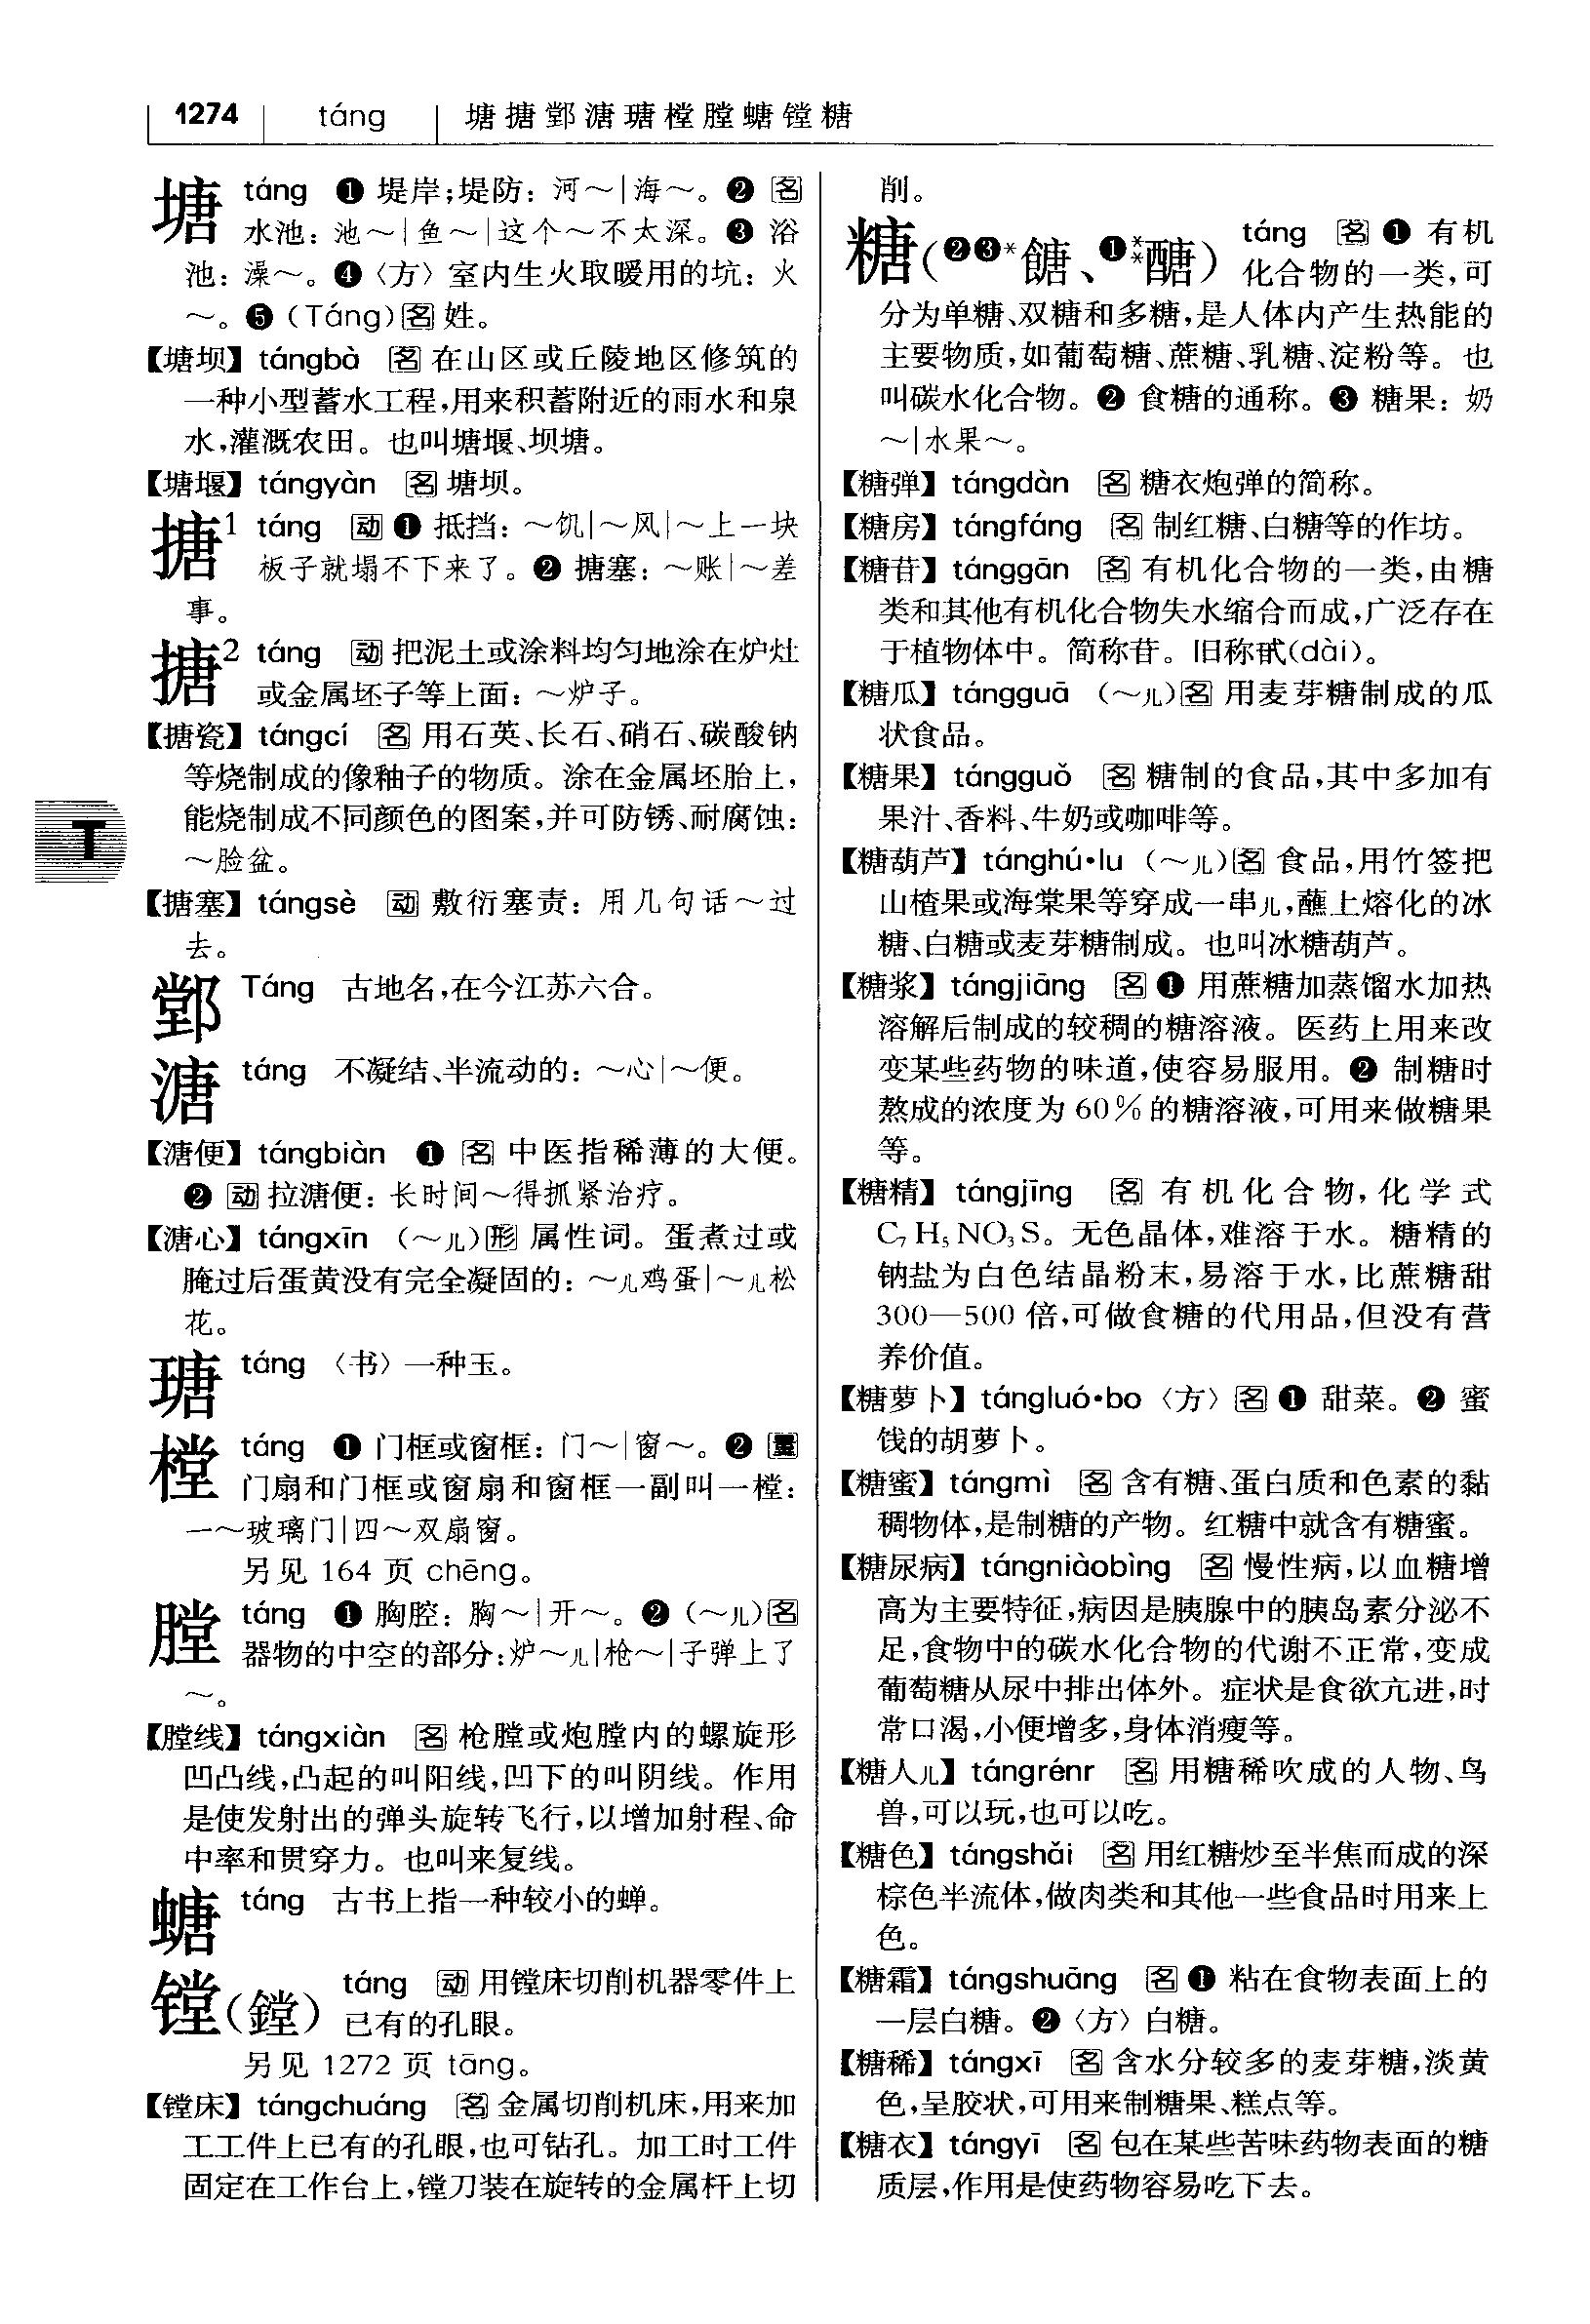 1274 táng 塘搪鄣溏瑭樘膛螗镗糖
塘 táng ❶ 堤岸;堤防：河～|海～。❷ 名
水池：池～|鱼～|这个～不太深。❸ 浴
池：澡～。❹〈方〉室内生火取暖用的坑：火
～。❺（Táng）名 姓。
【塘坝】tángbà 名 在山区或丘陵地区修筑的
一种小型蓄水工程,用来积蓄附近的雨水和泉
水,灌溉农田。也叫塘堰、坝塘。
【塘堰】tángyàn 名 塘坝。
搪1 táng 动 ❶ 抵挡：～饥|～风|～上一块
板子就塌不下来了。❷ 搪塞：～账|～差
事。
搪2 táng 动 把泥土或涂料均匀地涂在炉灶
或金属坯子等上面：～炉子。
【搪瓷】tángcí 名 用石英、长石、硝石、碳酸钠
等烧制成的像釉子的物质。涂在金属坯胎上,
能烧制成不同颜色的图案,并可防锈、耐腐蚀：
～脸盆。
T
【搪塞】tángsè 动 敷衍塞责：用几句话～过
去。
鄣 Táng 古地名,在今江苏六合。
溏 táng 不凝结、半流动的：～心|～便。
【溏便】tángbiàn ❶ 名 中医指稀薄的大便。
❷ 动 拉溏便：长时间～得抓紧治疗。
【溏心】tángxīn （～儿）形 属性词。蛋煮过或
腌过后蛋黄没有完全凝固的：～儿鸡蛋|～儿松
花。
瑭 táng 〈书〉一种玉。
樘 táng ❶ 门框或窗框：门～|窗～。❷ 量
门扇和门框或窗扇和窗框一副叫一樘：
一～玻璃门|四～双扇窗。
另见 164 页 chēng。
膛 táng ❶ 胸腔：胸～|开～。❷（～儿）名
器物的中空的部分:炉～儿|枪～|子弹上了
～。
【膛线】tángxiàn 名 枪膛或炮膛内的螺旋形
凹凸线,凸起的叫阳线,凹下的叫阴线。作用
是使发射出的弹头旋转飞行,以增加射程、命
中率和贯穿力。也叫来复线。
螗 táng 古书上指一种较小的蝉。
镗（鏜） táng 动 用镗床切削机器零件上
已有的孔眼。
另见 1272 页 tāng。
【镗床】tángchuáng 名 金属切削机床,用来加
工工件上已有的孔眼,也可钻孔。加工时工件
固定在工作台上,镗刀装在旋转的金属杆上切
削。
糖（❷❸*餹、❶**醣） táng 名 ❶ 有机
化合物的一类,可
分为单糖、双糖和多糖,是人体内产生热能的
主要物质,如葡萄糖、蔗糖、乳糖、淀粉等。也
叫碳水化合物。❷ 食糖的通称。❸ 糖果：奶
～|水果～。
【糖弹】tángdàn 名 糖衣炮弹的简称。
【糖房】tángfáng 名 制红糖、白糖等的作坊。
【糖苷】tánggān 名 有机化合物的一类,由糖
类和其他有机化合物失水缩合而成,广泛存在
于植物体中。简称苷。旧称甙(dài)。
【糖瓜】tángguā （～儿）名 用麦芽糖制成的瓜
状食品。
【糖果】tángguǒ 名 糖制的食品,其中多加有
果汁、香料、牛奶或咖啡等。
【糖葫芦】tánghú•lu （～儿）名 食品,用竹签把
山楂果或海棠果等穿成一串儿,蘸上熔化的冰
糖、白糖或麦芽糖制成。也叫冰糖葫芦。
【糖浆】tángjiāng 名 ❶ 用蔗糖加蒸馏水加热
溶解后制成的较稠的糖溶液。医药上用来改
变某些药物的味道,使容易服用。❷ 制糖时
熬成的浓度为 60%的糖溶液,可用来做糖果
等。
【糖精】tángjīng 名 有机化合物,化学式
C₇H₅NO₃S。无色晶体,难溶于水。糖精的
钠盐为白色结晶粉末,易溶于水,比蔗糖甜
300—500 倍,可做食糖的代用品,但没有营
养价值。
【糖萝卜】tángluó•bo 〈方〉名 ❶ 甜菜。❷ 蜜
饯的胡萝卜。
【糖蜜】tángmì 名 含有糖、蛋白质和色素的黏
稠物体,是制糖的产物。红糖中就含有糖蜜。
【糖尿病】tángniàobìng 名 慢性病,以血糖增
高为主要特征,病因是胰腺中的胰岛素分泌不
足,食物中的碳水化合物的代谢不正常,变成
葡萄糖从尿中排出体外。症状是食欲亢进,时
常口渴,小便增多,身体消瘦等。
【糖人儿】tángrénr 名 用糖稀吹成的人物、鸟
兽,可以玩,也可以吃。
【糖色】tángshǎi 名 用红糖炒至半焦而成的深
棕色半流体,做肉类和其他一些食品时用来上
色。
【糖霜】tángshuāng 名 ❶ 粘在食物表面上的
一层白糖。❷〈方〉白糖。
【糖稀】tángxī 名 含水分较多的麦芽糖,淡黄
色,呈胶状,可用来制糖果、糕点等。
【糖衣】tángyī 名 包在某些苦味药物表面的糖
质层,作用是使药物容易吃下去。